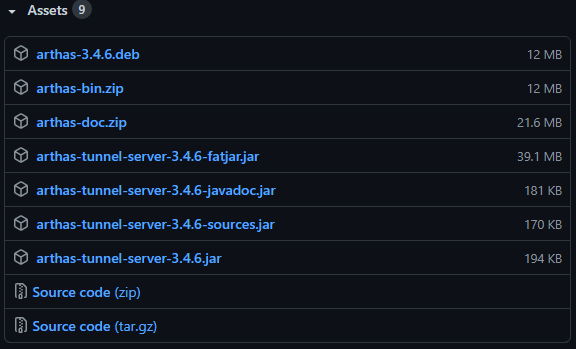 Assets 9
arthas-3.4.6.deb 12 MB
arthas-bin.zip 12 MB
arthas-doc.zip 21.6 MB
arthas-tunnel-server-3.4.6-fatjar.jar 39.1 MB
arthas-tunnel-server-3.4.6-javadoc.jar 181 KB
arthas-tunnel-server-3.4.6-sources.jar 170 KB
arthas-tunnel-server-3.4.6.jar 194 KB
Source code (zip)
Source code (tar.gz)